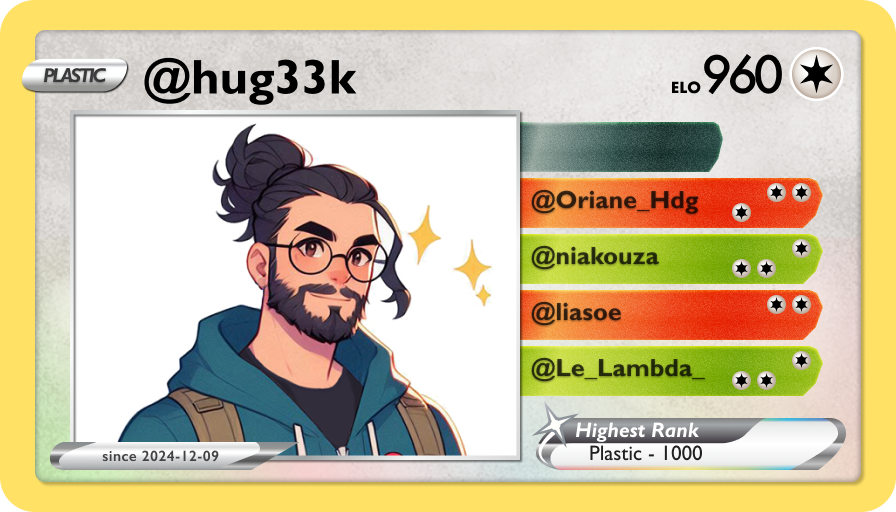 PLASTIC
@hug33k
ELO 960
@Oriane_Hdg
@niakouza
@liasoe
@Le_Lambda_
since 2024-12-09
Highest Rank
Plastic - 1000